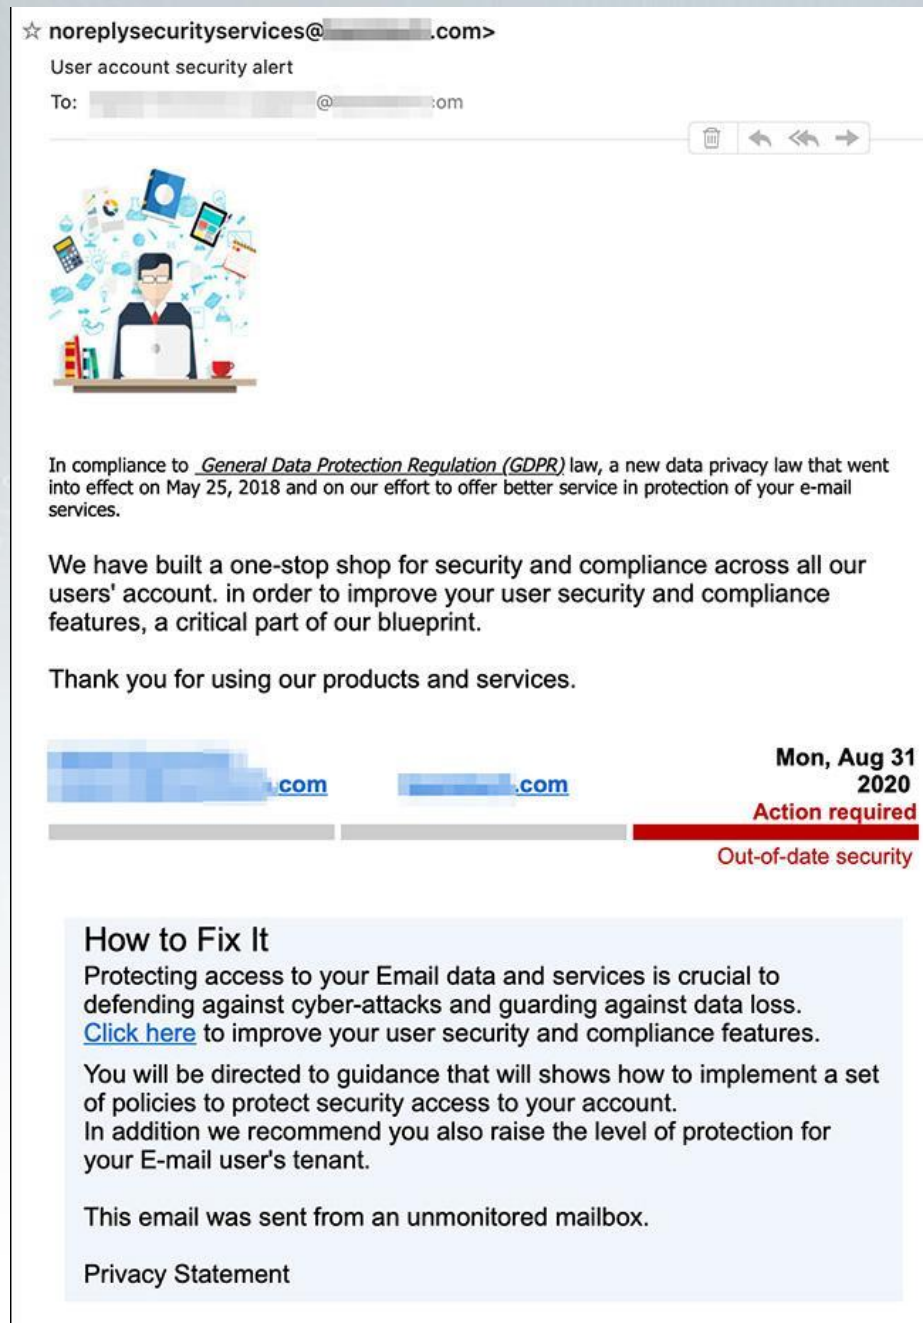 noreplysecurityservices@ .com>
User account security alert
To: @ om
In compliance to General Data Protection Regulation (GDPR) law, a new data privacy law that went
into effect on May 25, 2018 and on our effort to offer better service in protection of your e-mail
services.
We have built a one-stop shop for security and compliance across all our
users' account. in order to improve your user security and compliance
features, a critical part of our blueprint.
Thank you for using our products and services.
.com .com Mon, Aug 31
2020
Action required
Out-of-date security
How to Fix It
Protecting access to your Email data and services is crucial to
defending against cyber-attacks and guarding against data loss.
Click here to improve your user security and compliance features.
You will be directed to guidance that will shows how to implement a set
of policies to protect security access to your account.
In addition we recommend you also raise the level of protection for
your E-mail user's tenant.
This email was sent from an unmonitored mailbox.
Privacy Statement